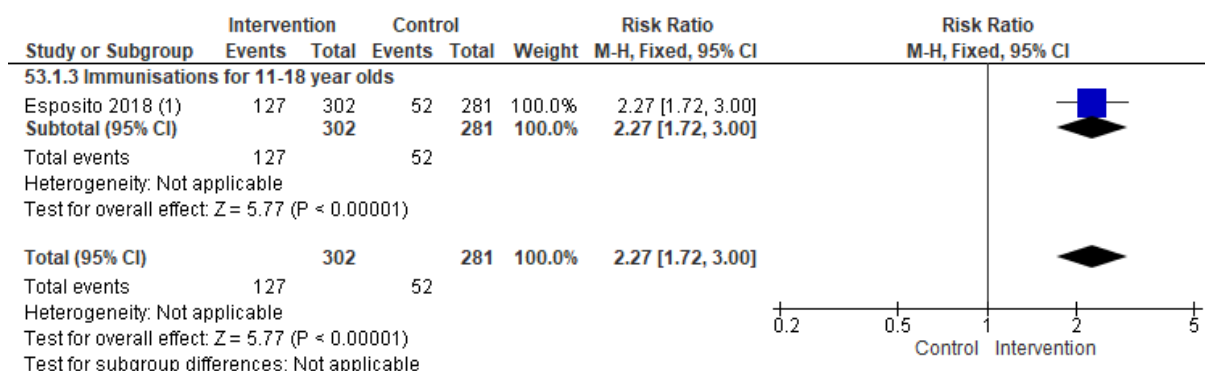 Intervention Control Risk Ratio Risk Ratio
Study or Subgroup Events Total Events Total Weight M-H, Fixed, 95% CI M-H, Fixed, 95% CI
53.1.3 Immunisations for 11-18 year olds
Esposito 2018 (1) 127 302 52 281 100.0% 2.27 [1.72, 3.00]
Subtotal (95% CI) 302 281 100.0% 2.27 [1.72, 3.00]
Total events 127 52
Heterogeneity: Not applicable
Test for overall effect: Z = 5.77 (P < 0.00001)
Total (95% CI) 302 281 100.0% 2.27 [1.72, 3.00]
Total events 127 52
Heterogeneity: Not applicable
Test for overall effect: Z = 5.77 (P < 0.00001)
Test for subgroup differences: Not applicable
0.2 0.5 1 2 5
Control Intervention